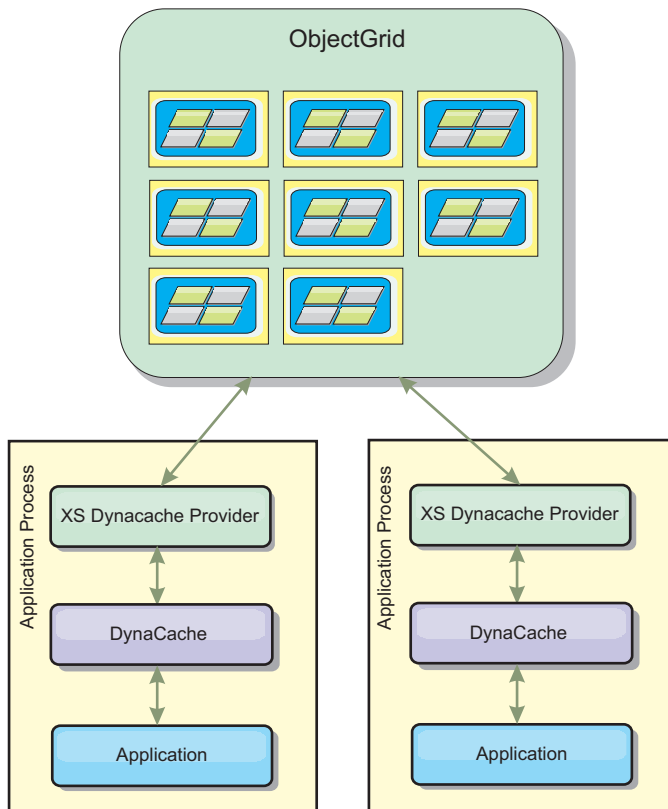 ObjectGrid
Application Process
XS Dynacache Provider
DynaCache
Application
Application Process
XS Dynacache Provider
DynaCache
Application